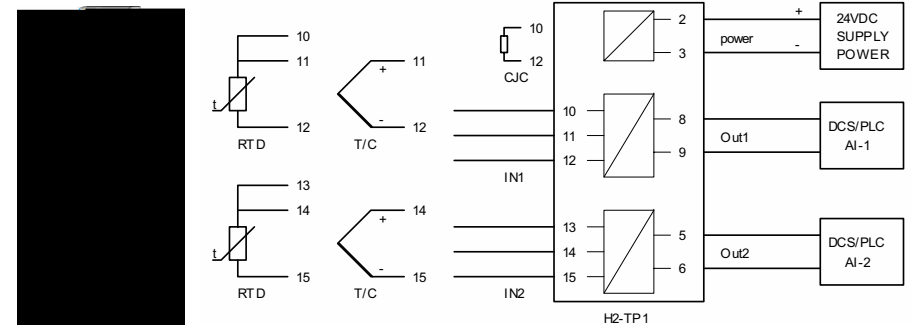 10
11
12
t
RTD
+
11
-
12
T/C
10
12
CJC
2
3
power
+
-
24VDC
SUPPLY
POWER
10
11
12
IN1
8
9
Out1
DCS/PLC
AI-1
13
14
15
t
RTD
+
14
-
15
T/C
13
14
15
IN2
5
6
Out2
DCS/PLC
AI-2
H2-TP1